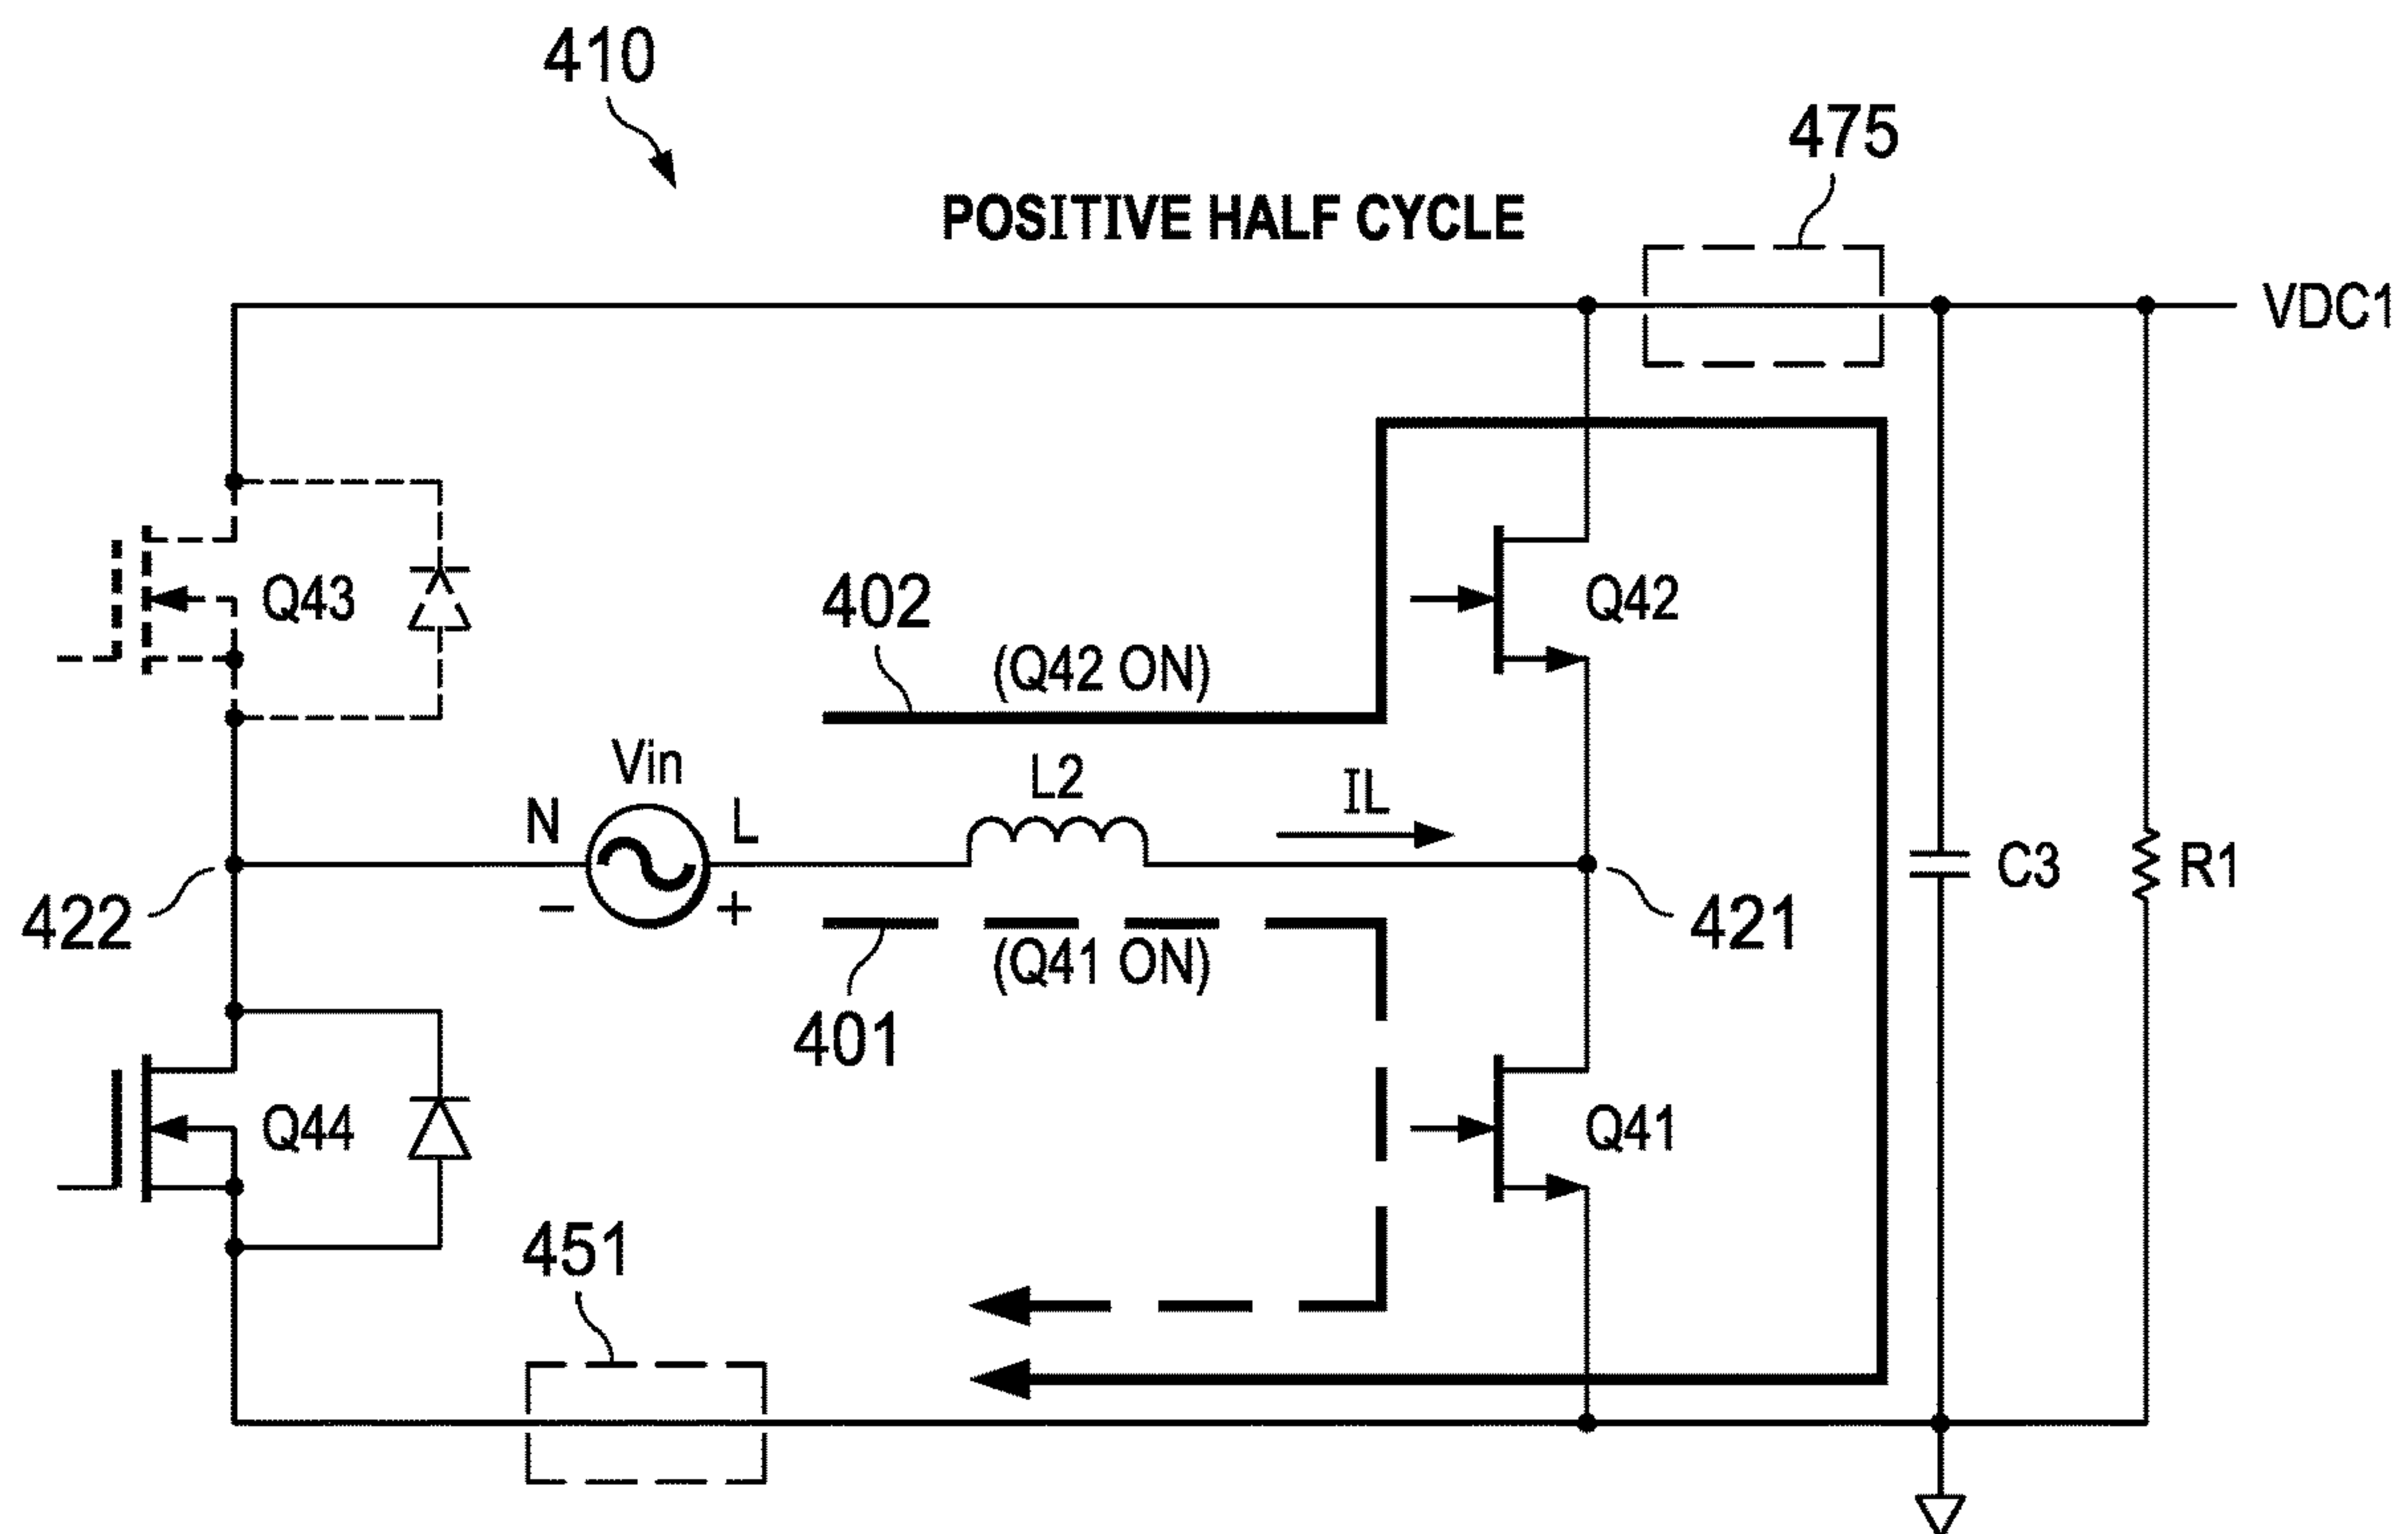 410
475
POSITIVE HALF CYCLE
VDC1
Q43
402
Q42
(Q42 ON)
Vin
L2
IL
N
L
C3
R1
422
− +
421
(Q41 ON)
401
Q44
Q41
451